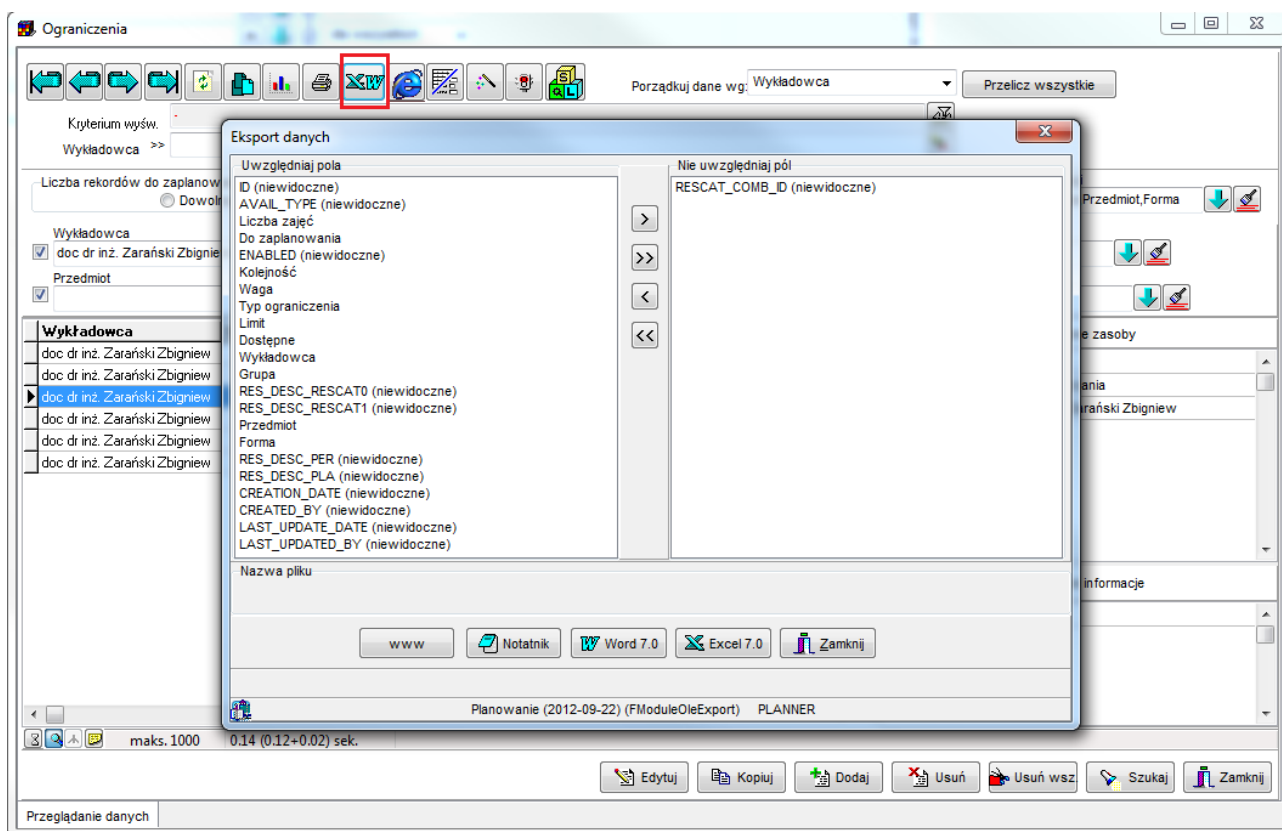 Ograniczenia
XW
SQL
Porządkuj dane wg:
Wykładowca
Przelicz wszystkie
Kryterium wyśw.
Wykładowca >>
Eksport danych
Uwzględniaj pola
Nie uwzględniaj pól
ID (niewidoczne)
AVAIL_TYPE (niewidoczne)
Liczba zajęć
Do zaplanowania
ENABLED (niewidoczne)
Kolejność
Waga
Typ ograniczenia
Limit
Dostępne
Wykładowca
Grupa
RES_DESC_RESCAT0 (niewidoczne)
RES_DESC_RESCAT1 (niewidoczne)
Przedmiot
Forma
RES_DESC_PER (niewidoczne)
RES_DESC_PLA (niewidoczne)
CREATION_DATE (niewidoczne)
CREATED_BY (niewidoczne)
LAST_UPDATE_DATE (niewidoczne)
LAST_UPDATED_BY (niewidoczne)
>
>>
<
<<
RESCAT_COMB_ID (niewidoczne)
Nazwa pliku
www
Notatnik
Word 7.0
Excel 7.0
Zamknij
Planowanie (2012-09-22) (FModuleOleExport) PLANNER
Liczba rekordów do zaplanow
Dowoln
Przedmiot,Forma
Wykładowca
doc dr inż. Zarański Zbignie
Przedmiot
Wykładowca
doc dr inż. Zarański Zbigniew
doc dr inż. Zarański Zbigniew
doc dr inż. Zarański Zbigniew
doc dr inż. Zarański Zbigniew
doc dr inż. Zarański Zbigniew
doc dr inż. Zarański Zbigniew
e zasoby
ania
rański Zbigniew
informacje
maks. 1000
0.14 (0.12+0.02) sek.
Edytuj
Kopiuj
Dodaj
Usuń
Usuń wsz.
Szukaj
Zamknij
Przeglądanie danych